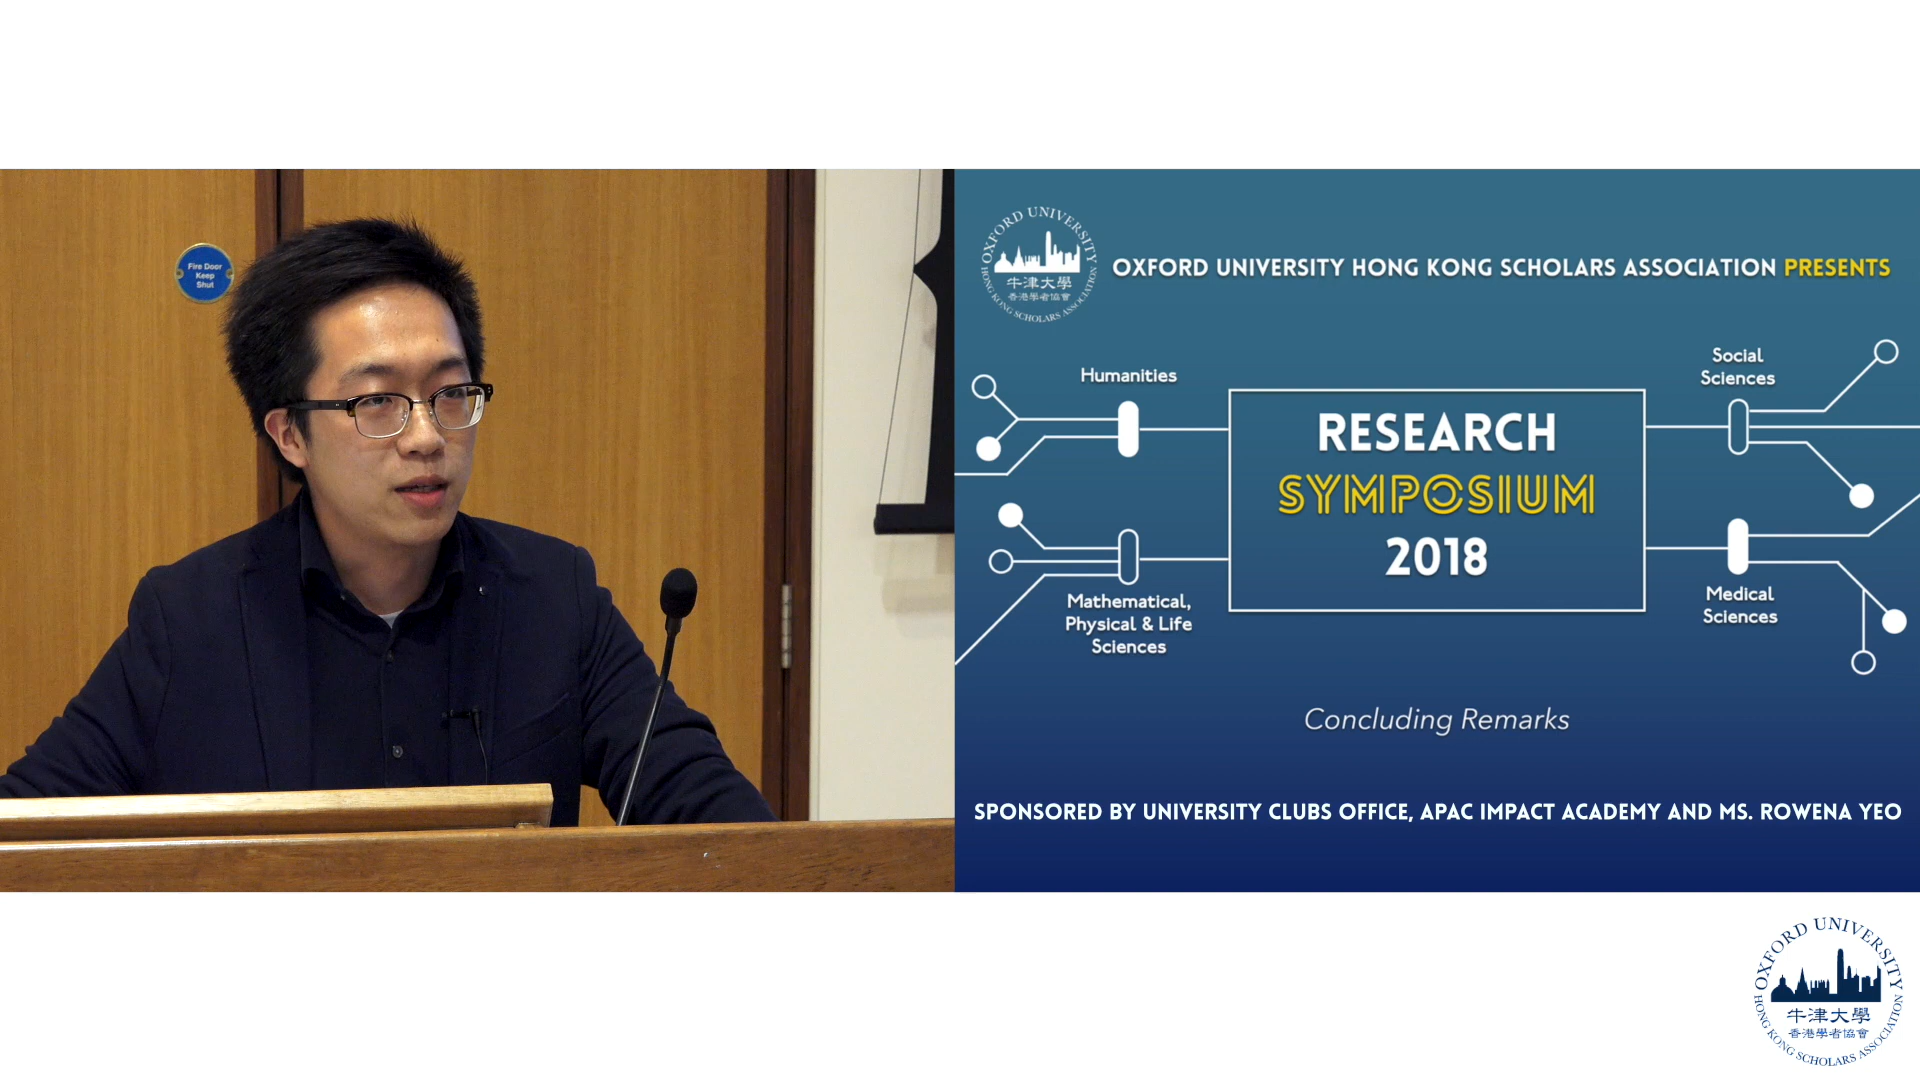 Fire Door
Keep
Shut
OXFORD UNIVERSITY
牛津大學
香港學者協會
HONG KONG SCHOLARS ASSOCIATION
OXFORD UNIVERSITY HONG KONG SCHOLARS ASSOCIATION PRESENTS
Humanities
Social
Sciences
RESEARCH
SYMPOSIUM
2018
Mathematical,
Physical & Life
Sciences
Medical
Sciences
Concluding Remarks
SPONSORED BY UNIVERSITY CLUBS OFFICE, APAC IMPACT ACADEMY AND MS. ROWENA YEO
OXFORD UNIVERSITY
牛津大學
香港學者協會
HONG KONG SCHOLARS ASSOCIATION